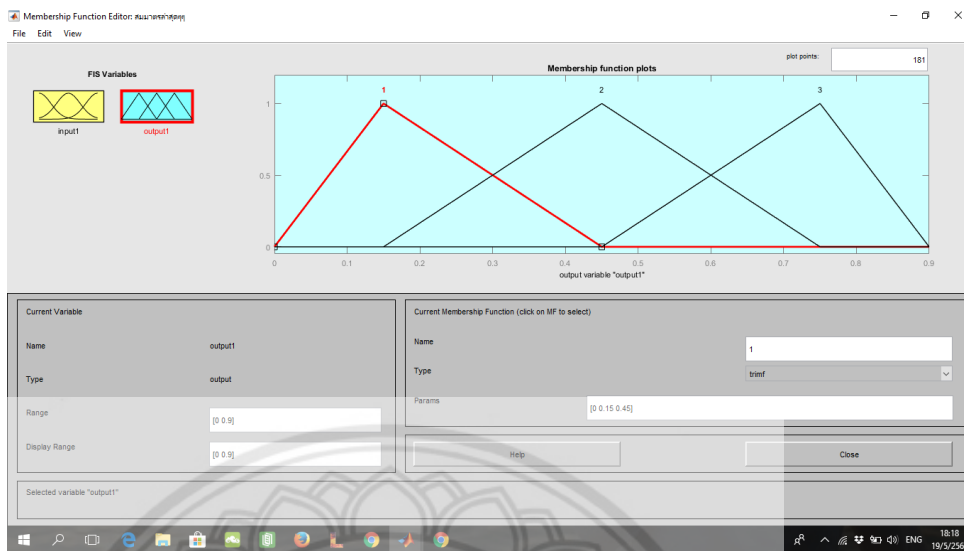 Membership Function Editor: สมมาตรล่าสุดๆๆ
File Edit View
FIS Variables
input1
output1
plot points:
181
Membership function plots
1
2
3
1
0.5
0
0 0.1 0.2 0.3 0.4 0.5 0.6 0.7 0.8 0.9
output variable "output1"
Current Variable
Name output1
Type output
Range [0 0.9]
Display Range [0 0.9]
Current Membership Function (click on MF to select)
Name 1
Type trimf
Params [0 0.15 0.45]
Help
Close
Selected variable "output1"
ENG
18:18
19/5/256